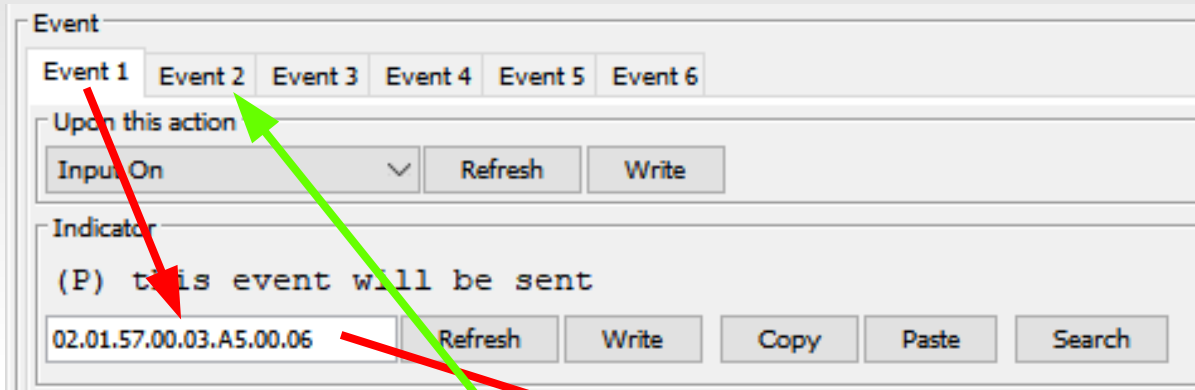 Event
Event 1 Event 2 Event 3 Event 4 Event 5 Event 6
Upon this action
Input On Refresh Write
Indicator
(P) this event will be sent
02.01.57.00.03.A5.00.06 Refresh Write Copy Paste Search